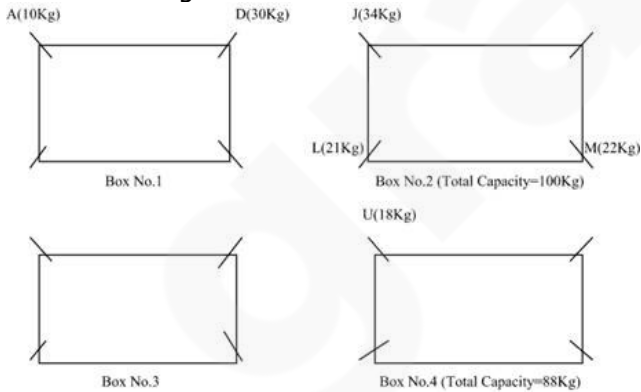 A(10Kg) D(30Kg) J(34Kg)
L(21Kg) M(22Kg)
Box No.1 Box No.2 (Total Capacity=100Kg)
U(18Kg)
Box No.3 Box No.4 (Total Capacity=88Kg)